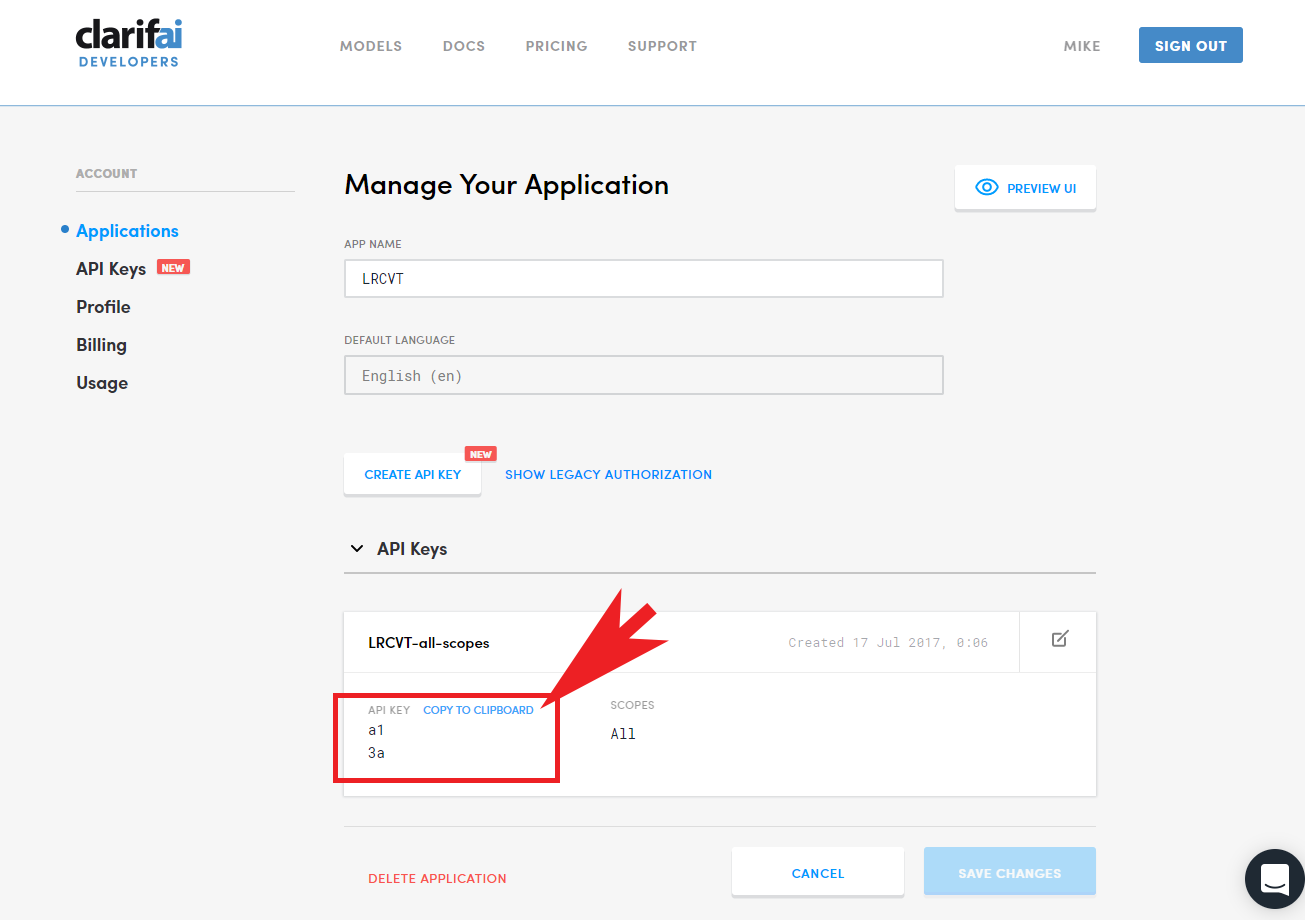 clarifai
DEVELOPERS
MODELS DOCS PRICING SUPPORT MIKE SIGN OUT
ACCOUNT
Applications
API Keys NEW
Profile
Billing
Usage
Manage Your Application
PREVIEW UI
APP NAME
LRCVT
DEFAULT LANGUAGE
English (en)
CREATE API KEY NEW
SHOW LEGACY AUTHORIZATION
API Keys
LRCVT-all-scopes
Created 17 Jul 2017, 0:06
API KEY COPY TO CLIPBOARD
a1
3a
SCOPES
All
DELETE APPLICATION
CANCEL
SAVE CHANGES